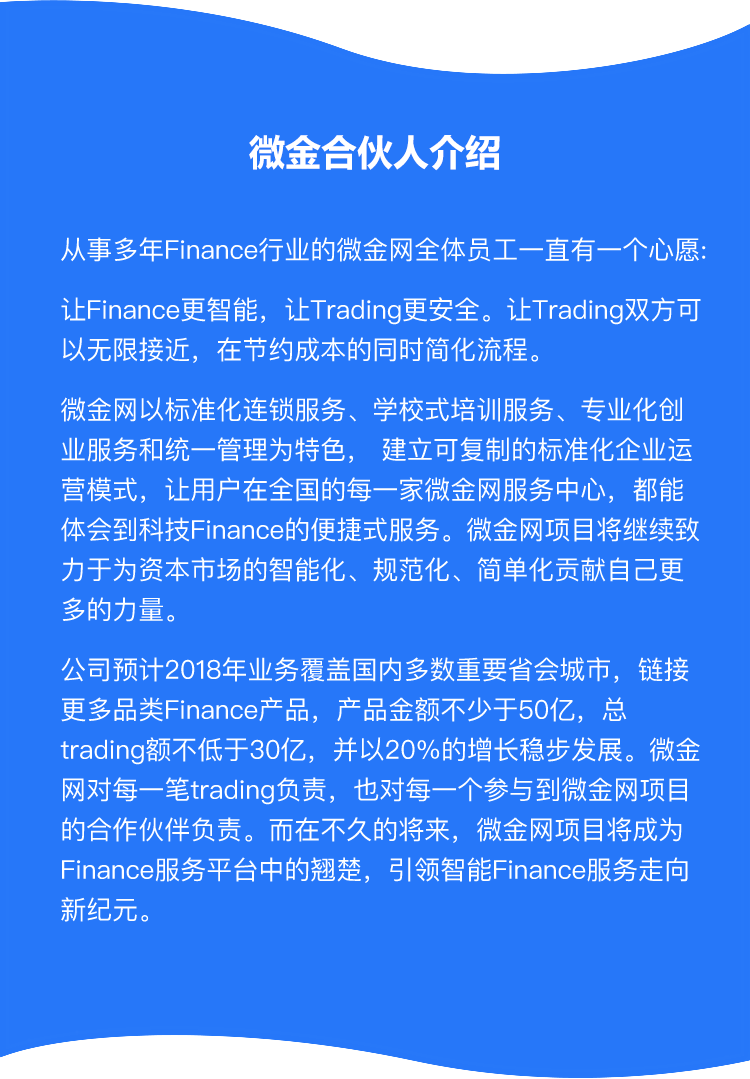 微金合伙人介绍
从事多年Finance行业的微金网全体员工一直有一个心愿:
让Finance更智能，让Trading更安全。让Trading双方可
以无限接近，在节约成本的同时简化流程。
微金网以标准化连锁服务、学校式培训服务、专业化创
业服务和统一管理为特色， 建立可复制的标准化企业运
营模式，让用户在全国的每一家微金网服务中心，都能
体会到科技Finance的便捷式服务。微金网项目将继续致
力于为资本市场的智能化、规范化、简单化贡献自己更
多的力量。
公司预计2018年业务覆盖国内多数重要省会城市，链接
更多品类Finance产品，产品金额不少于50亿，总
trading额不低于30亿，并以20%的增长稳步发展。微金
网对每一笔trading负责，也对每一个参与到微金网项目
的合作伙伴负责。而在不久的将来，微金网项目将成为
Finance服务平台中的翘楚，引领智能Finance服务走向
新纪元。